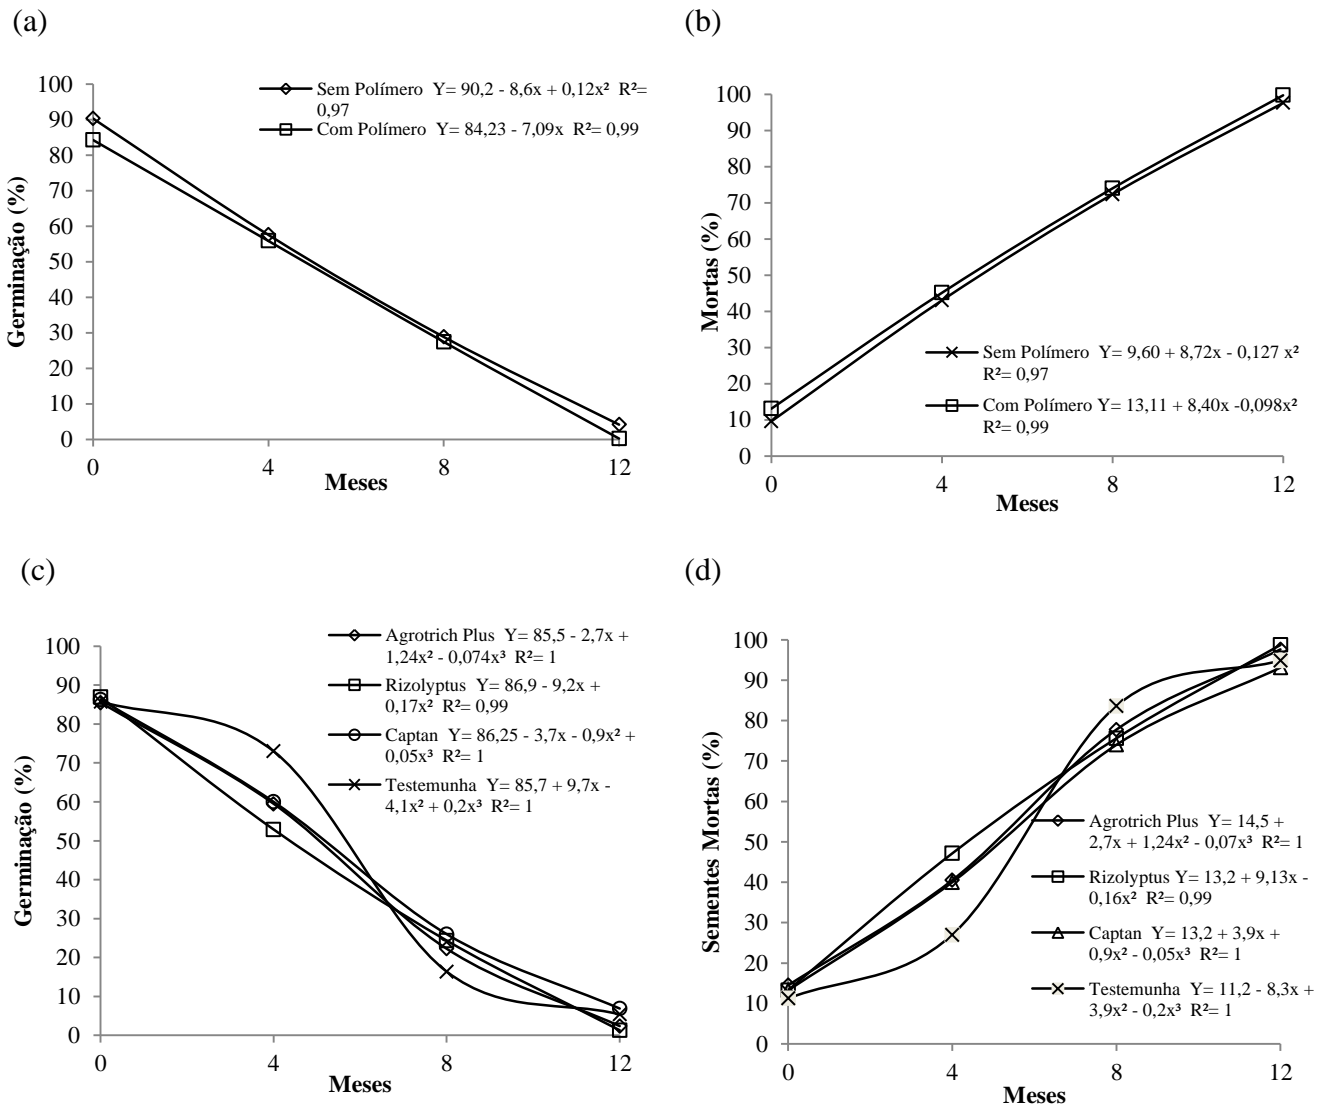 (a)
100
90
80
70
60
50
40
30
20
10
0
Germinação (%)
0 4 8 12
Meses
Sem Polímero Y= 90,2 - 8,6x + 0,12x² R²=
0,97
Com Polímero Y= 84,23 - 7,09x R²= 0,99
(b)
100
90
80
70
60
50
40
30
20
10
0
Mortas (%)
0 4 8 12
Meses
Sem Polímero Y= 9,60 + 8,72x - 0,127 x²
R²= 0,97
Com Polímero Y= 13,11 + 8,40x -0,098x²
R²= 0,99
(c)
100
90
80
70
60
50
40
30
20
10
0
Germinação (%)
0 4 8 12
Meses
Agrotrich Plus Y= 85,5 - 2,7x +
1,24x² - 0,074x³ R²= 1
Rizolyptus Y= 86,9 - 9,2x +
0,17x² R²= 0,99
Captan Y= 86,25 - 3,7x - 0,9x² +
0,05x³ R²= 1
Testemunha Y= 85,7 + 9,7x -
4,1x² + 0,2x³ R²= 1
(d)
100
90
80
70
60
50
40
30
20
10
0
Sementes Mortas (%)
0 4 8 12
Meses
Agrotrich Plus Y= 14,5 +
2,7x + 1,24x² - 0,07x³ R²= 1
Rizolyptus Y= 13,2 + 9,13x -
0,16x² R²= 0,99
Captan Y= 13,2 + 3,9x +
0,9x² - 0,05x³ R²= 1
Testemunha Y= 11,2 - 8,3x +
3,9x² - 0,2x³ R²= 1